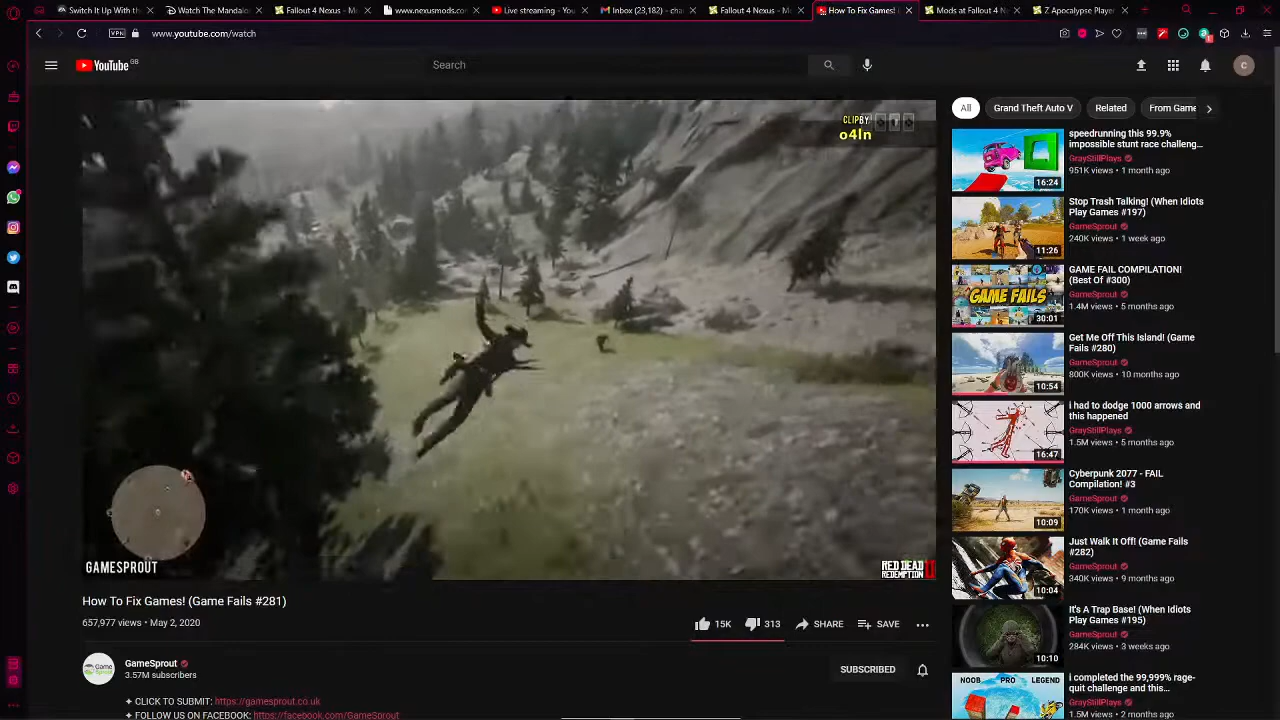 Switch It Up With the
Watch The Mandalo
Fallout 4 Nexus - Mo
www.nexusmods.co
Live streaming - You
Inbox (23,182) - cha
Fallout 4 Nexus - Mo
How To Fix Games! (
Mods at Fallout 4 N
Z Apocalypse Player
VPN
www.youtube.com/watch
YouTube GB
Search
C
CLIP BY
o4ln
GAMESPROUT
RED DEAD
REDEMPTION II
How To Fix Games! (Game Fails #281)
657,977 views • May 2, 2020
15K
313
SHARE
SAVE
GameSprout
3.57M subscribers
SUBSCRIBED
+ CLICK TO SUBMIT: https://gamesprout.co.uk
+ FOLLOW US ON FACEBOOK: https://facebook.com/GameSprout
All
Grand Theft Auto V
Related
From Game
speedrunning this 99.9%
impossible stunt race challeng...
GrayStillPlays
951K views • 1 month ago
16:24
Stop Trash Talking! (When Idiots
Play Games #197)
GameSprout
240K views • 1 week ago
11:26
GAME FAILS
GAME FAIL COMPILATION!
(Best Of #300)
GameSprout
1.4M views • 5 months ago
30:01
Get Me Off This Island! (Game
Fails #280)
GameSprout
800K views • 10 months ago
10:54
i had to dodge 1000 arrows and
this happened
GrayStillPlays
1.5M views • 5 months ago
16:47
Cyberpunk 2077 - FAIL
Compilation! #3
GameSprout
170K views • 1 month ago
10:09
Just Walk It Off! (Game Fails
#282)
GameSprout
340K views • 9 months ago
10:04
It's A Trap Base! (When Idiots
Play Games #195)
GameSprout
284K views • 3 weeks ago
10:10
NOOB PRO LEGEND
i completed the 99,999% rage-
quit challenge and this...
GrayStillPlays
1.5M views • 2 months ago